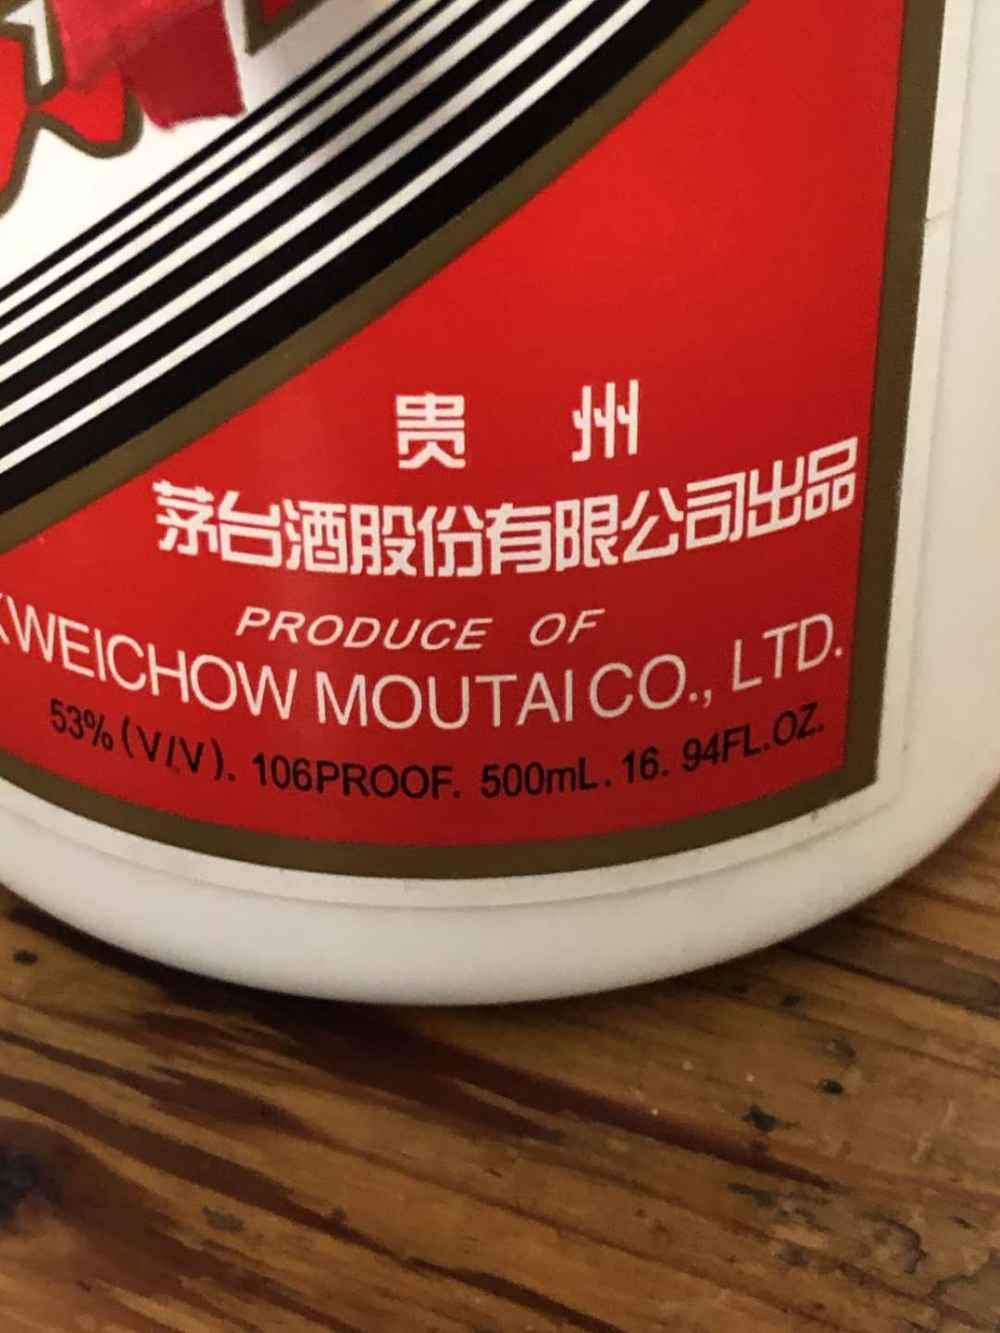 贵 州
茅台酒股份有限公司出品
PRODUCE OF
KWEICHOW MOUTAI CO., LTD.
53% (V/V). 106PROOF. 500mL. 16. 94FL.OZ.